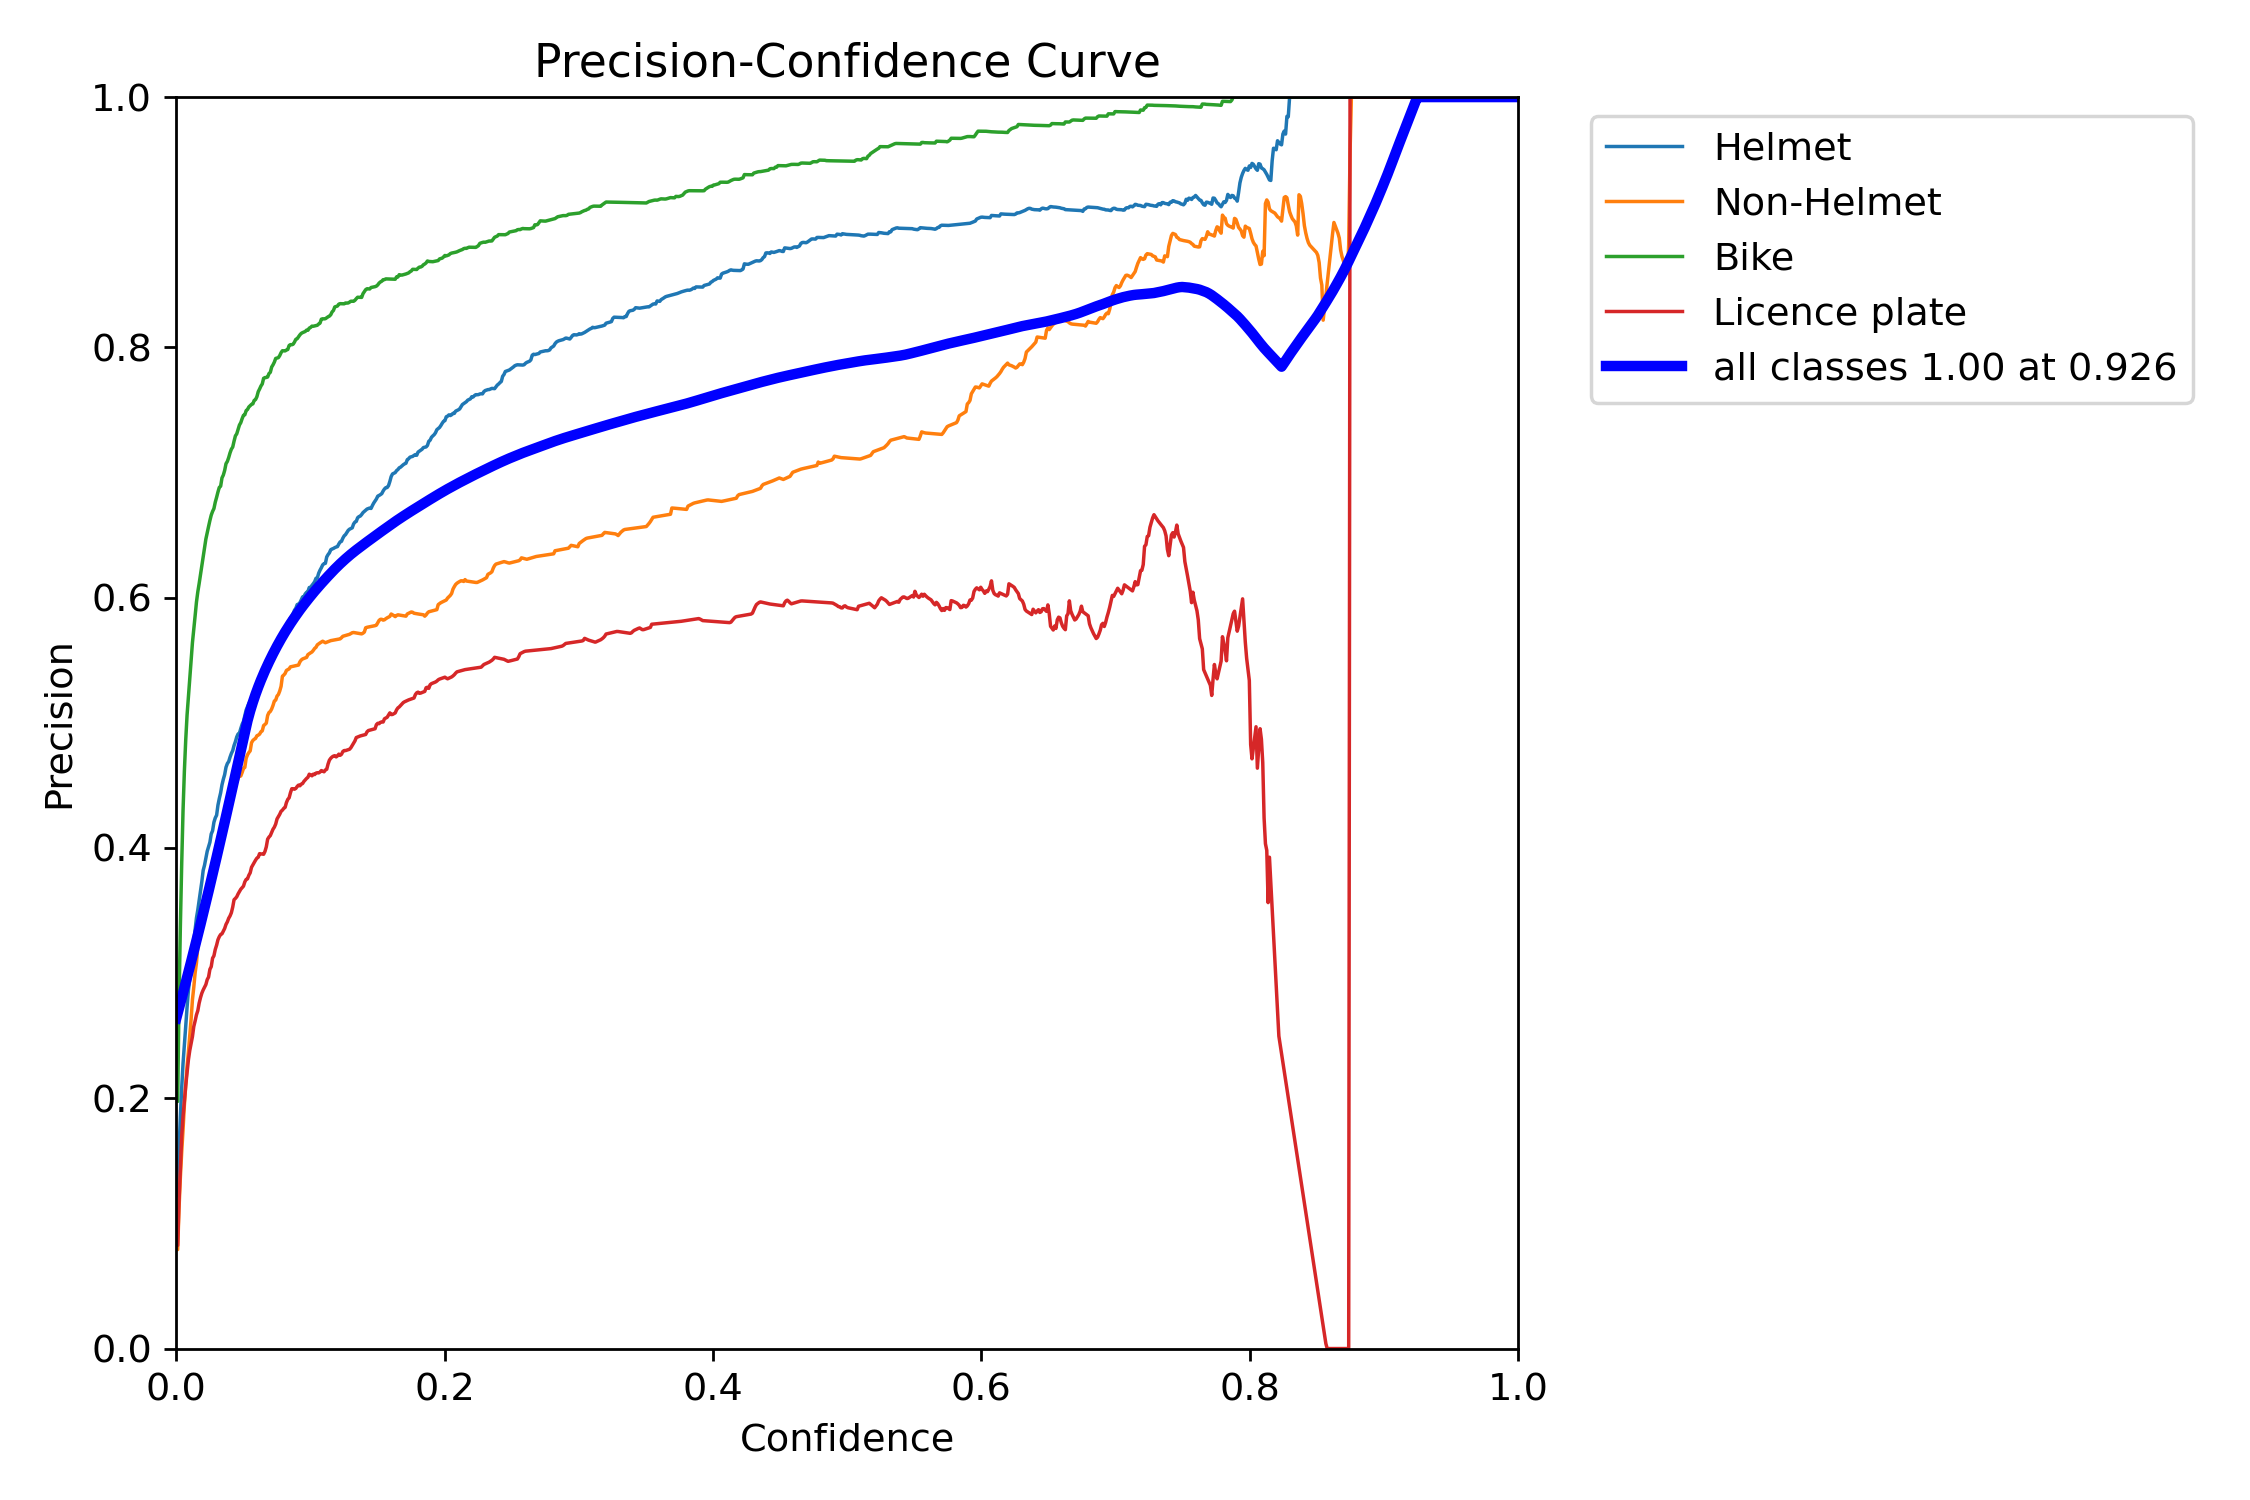 Precision-Confidence Curve
1.0
0.8
0.6
0.4
0.2
0.0
Precision
0.0 0.2 0.4 0.6 0.8 1.0
Confidence
Helmet
Non-Helmet
Bike
Licence plate
all classes 1.00 at 0.926